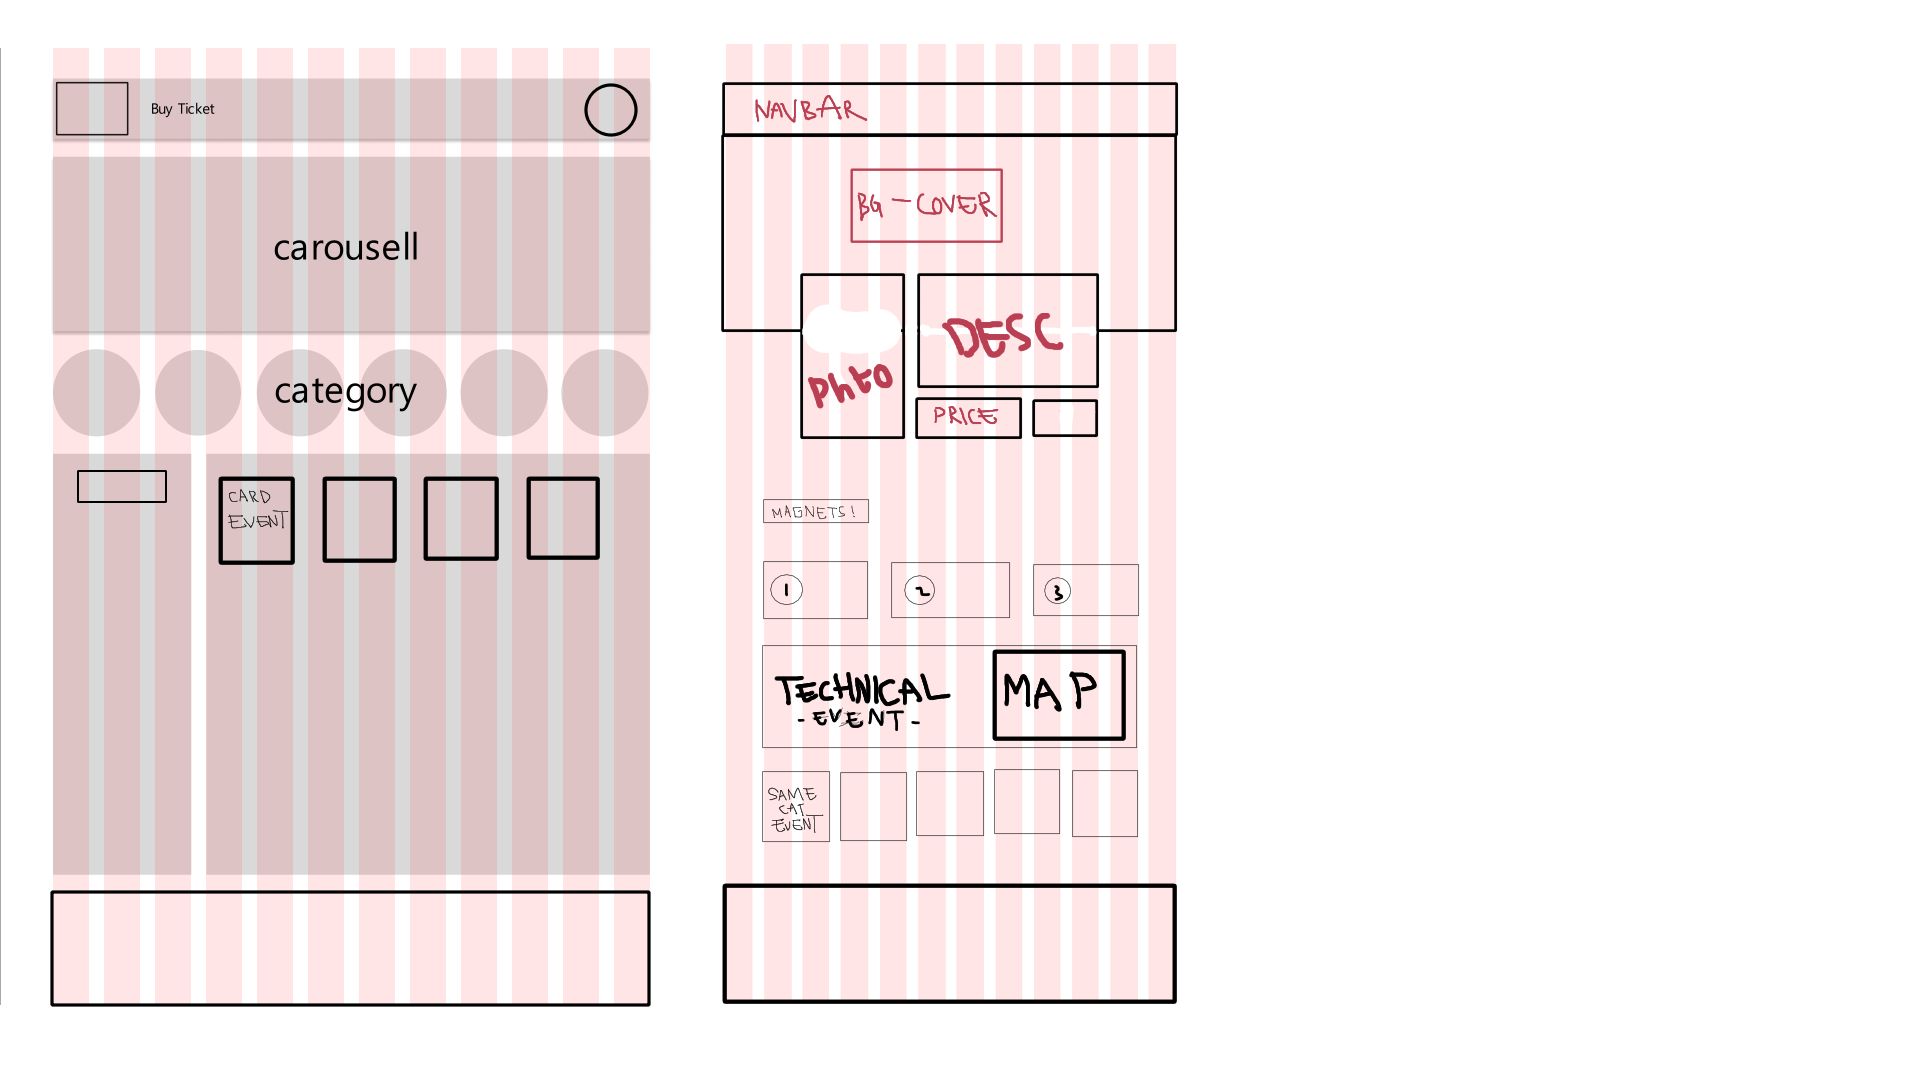 Buy Ticket
carousell
category
CARD
EVENT
NAVBAR
BG - COVER
DESC
Phto
PRICE
MAGNETS!
1
2
3
TECHNICAL
- EVENT -
MAP
SAME
CAT
EVENT